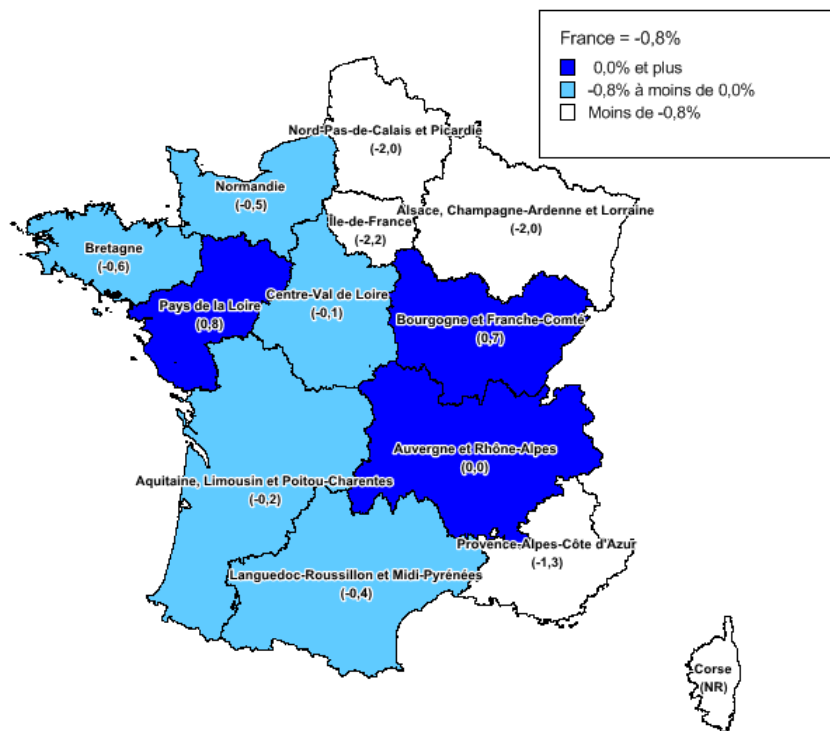 France = -0,8%
0,0% et plus
-0,8% à moins de 0,0%
Moins de -0,8%
Nord-Pas-de-Calais et Picardie
(-2,0)
Normandie
(-0,5)
Île-de-France
(-2,2)
Alsace, Champagne-Ardenne et Lorraine
(-2,0)
Bretagne
(-0,6)
Pays de la Loire
(0,8)
Centre-Val de Loire
(-0,1)
Bourgogne et Franche-Comté
(0,7)
Auvergne et Rhône-Alpes
(0,0)
Aquitaine, Limousin et Poitou-Charentes
(-0,2)
Provence-Alpes-Côte d'Azur
(-1,3)
Languedoc-Roussillon et Midi-Pyrénées
(-0,4)
Corse
(NR)